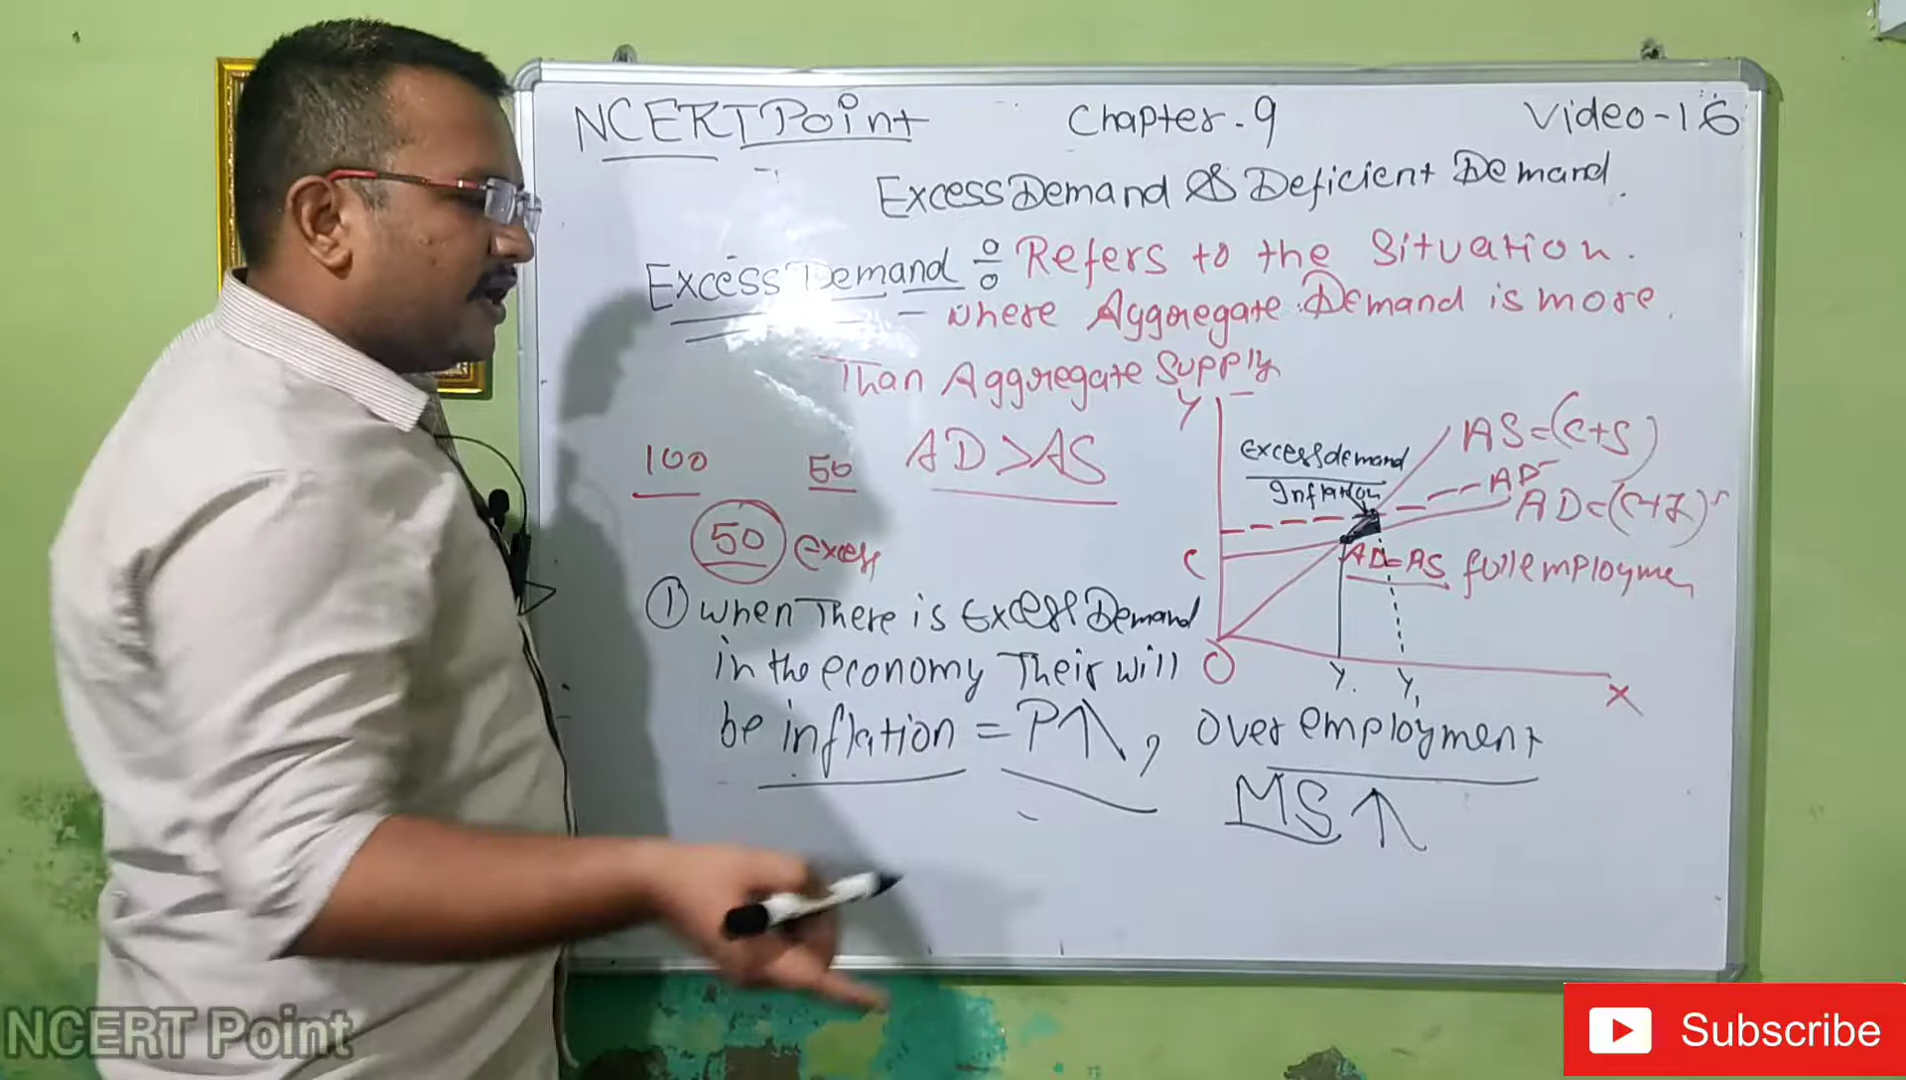 NCERT Point Chapter-9 Video-16
Excess Demand & Deficient Demand.
Excess Demand ÷ Refers to the Situation.
- where Aggregate Demand is more.
Than Aggregate Supply
100 50 AD>AS
50 excess
Y
Excess demand
Inflation
AS=(C+S)
AD
AD=(C+I)
C
AD=AS full employme
O Y. Y1 X
① When There is Excess Demand
in the economy Their will
be inflation = P↑, over employment
MS↑
NCERT Point
Subscribe